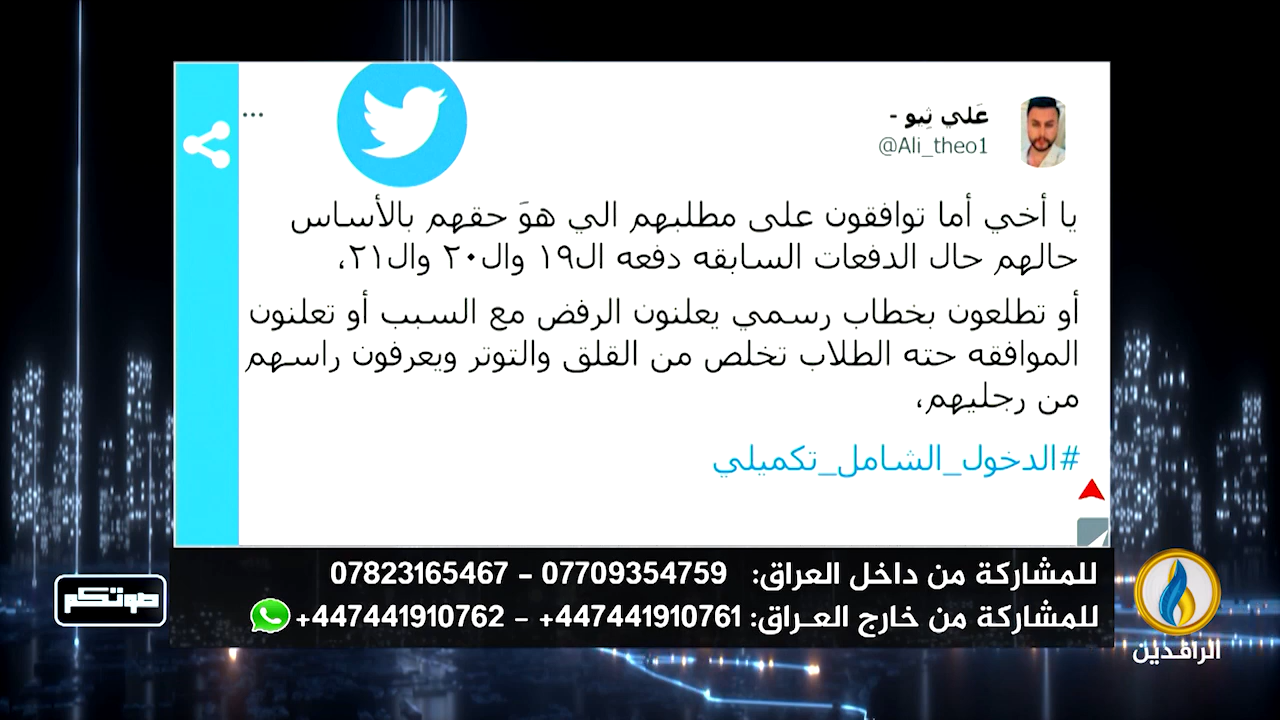 عَلي ثِيو -
@Ali_theo1
يا أخي أما توافقون على مطلبهم الي هوَ حقهم بالأساس
حالهم حال الدفعات السابقه دفعه ال١٩ وال٢٠ وال٢١،
أو تطلعون بخطاب رسمي يعلنون الرفض مع السبب أو تعلنون
الموافقه حته الطلاب تخلص من القلق والتوتر ويعرفون راسهم
من رجليهم،
#الدخول_الشامل_تكميلي
للمشاركة من داخل العراق: 07709354759 - 07823165467
للمشاركة من خارج العـراق: 447441910761+ - 447441910762+
صوتكم
الرافدين